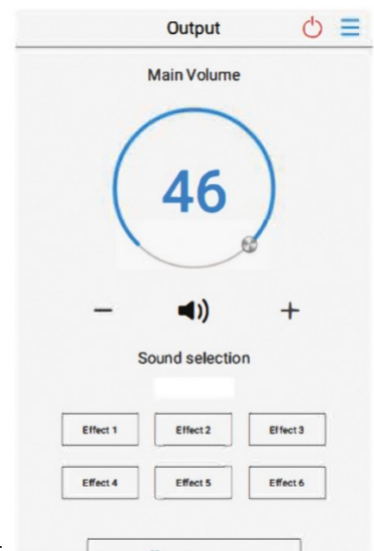 Output
Main Volume
46
− +
Sound selection
Effect 1 Effect 2 Effect 3
Effect 4 Effect 5 Effect 6